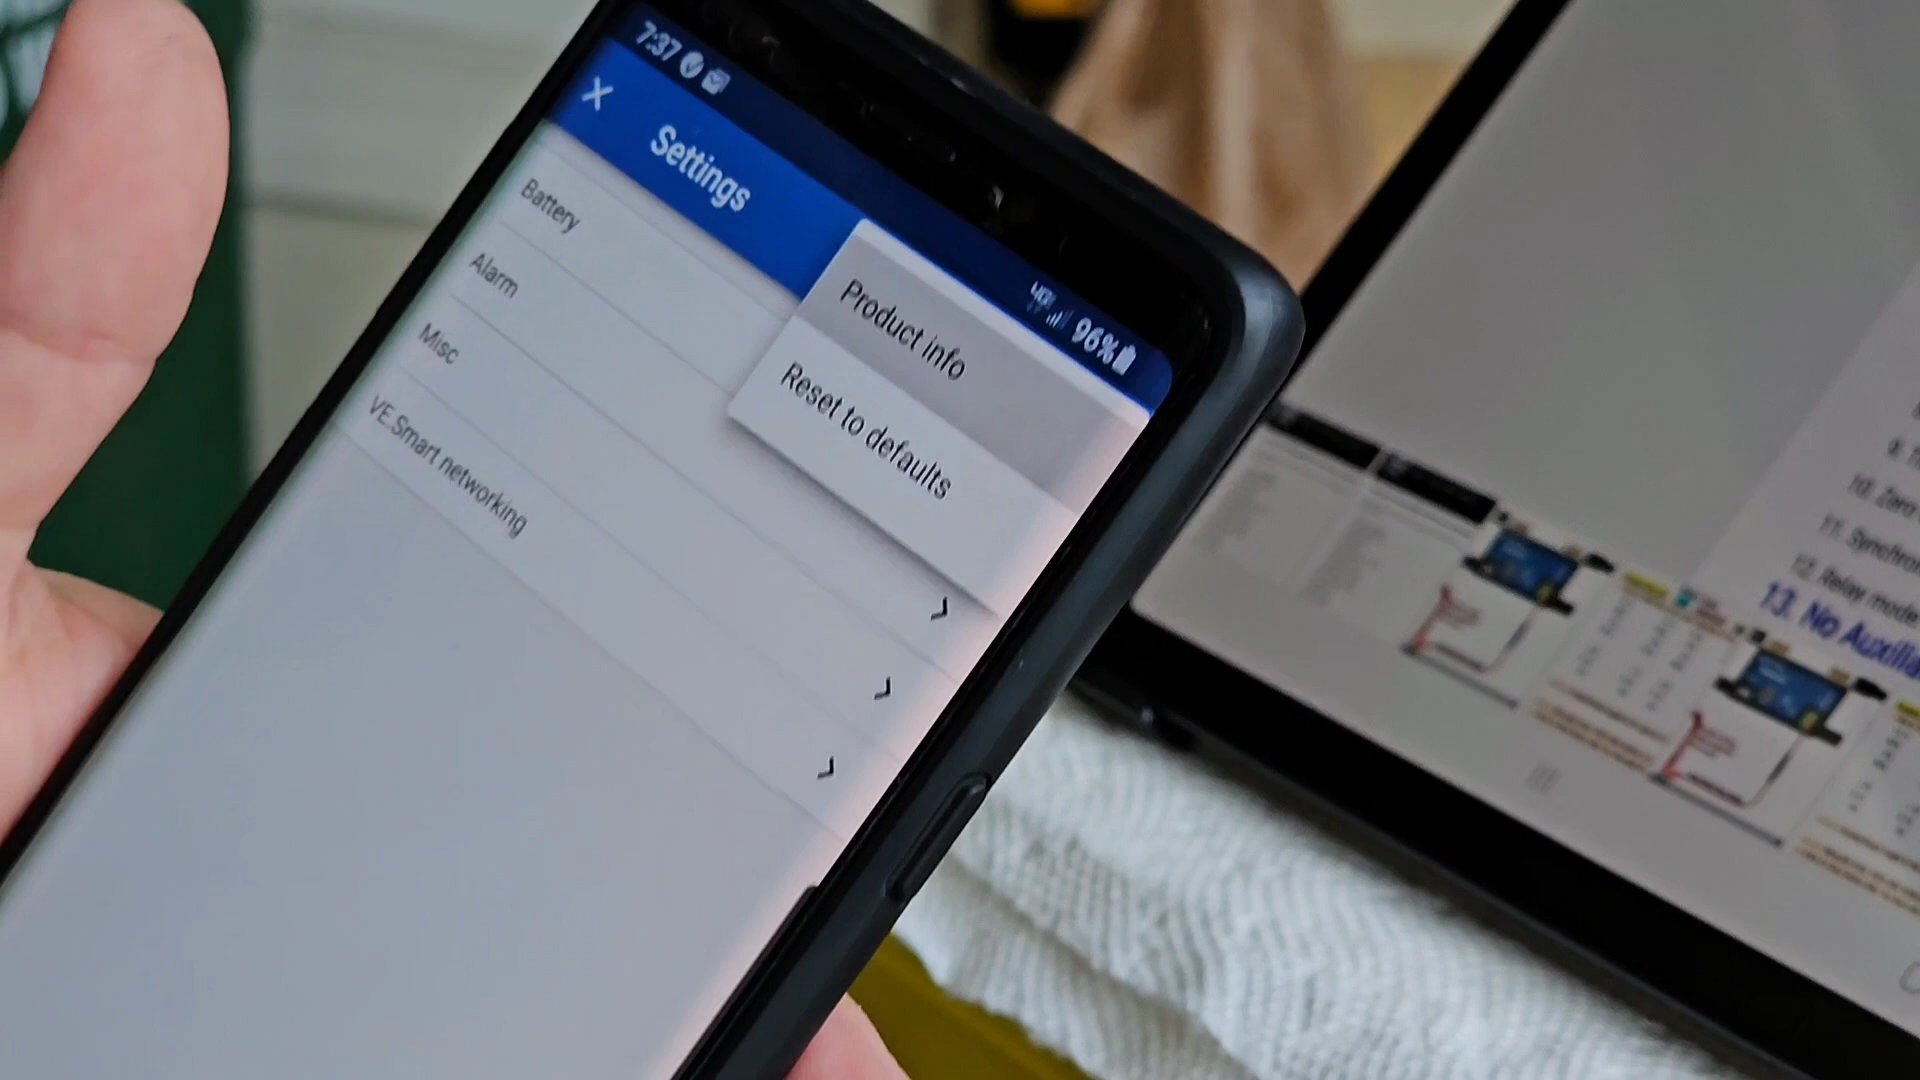 7:37
96%
Settings
Product info
Reset to defaults
Battery
Alarm
Misc
VE.Smart networking
10. Zero
11. Synchron
12. Relay mode
13. No Auxilia